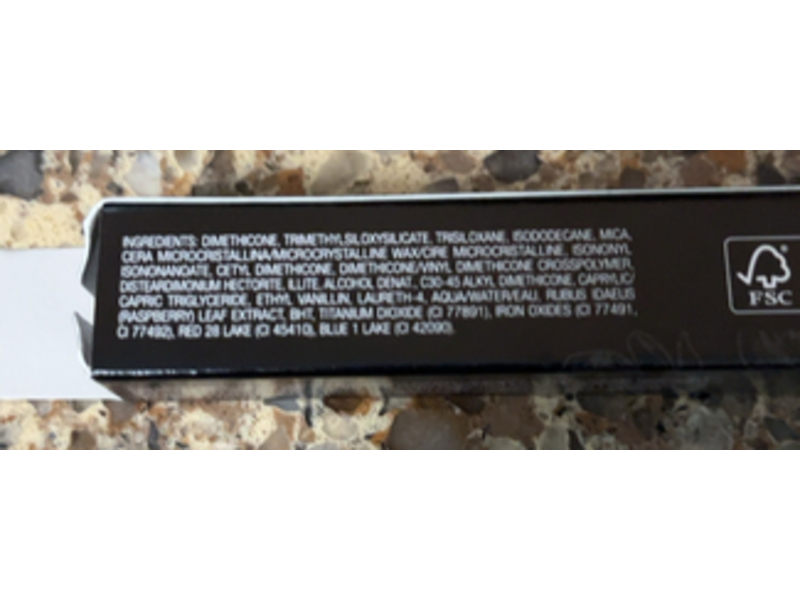 INGREDIENTS: DIMETHICONE, TRIMETHYLSILOXYSILICATE, TRISILOXANE, ISODODECANE, MICA,
CERA MICROCRISTALLINA/MICROCRYSTALLINE WAX/CIRE MICROCRISTALLINE, ISONONYL
ISONONANOATE, CETYL DIMETHICONE, DIMETHICONE/VINYL DIMETHICONE CROSSPOLYMER,
DISTEARDIMONIUM HECTORITE, ILLITE, ALCOHOL DENAT., C30-45 ALKYL DIMETHICONE, CAPRYLIC/
CAPRIC TRIGLYCERIDE, ETHYL VANILLIN, LAURETH-4, AQUA/WATER/EAU, RUBUS IDAEUS
(RASPBERRY) LEAF EXTRACT, BHT, TITANIUM DIOXIDE (CI 77891), IRON OXIDES (CI 77491,
CI 77492), RED 28 LAKE (CI 45410), BLUE 1 LAKE (CI 42090).
FSC